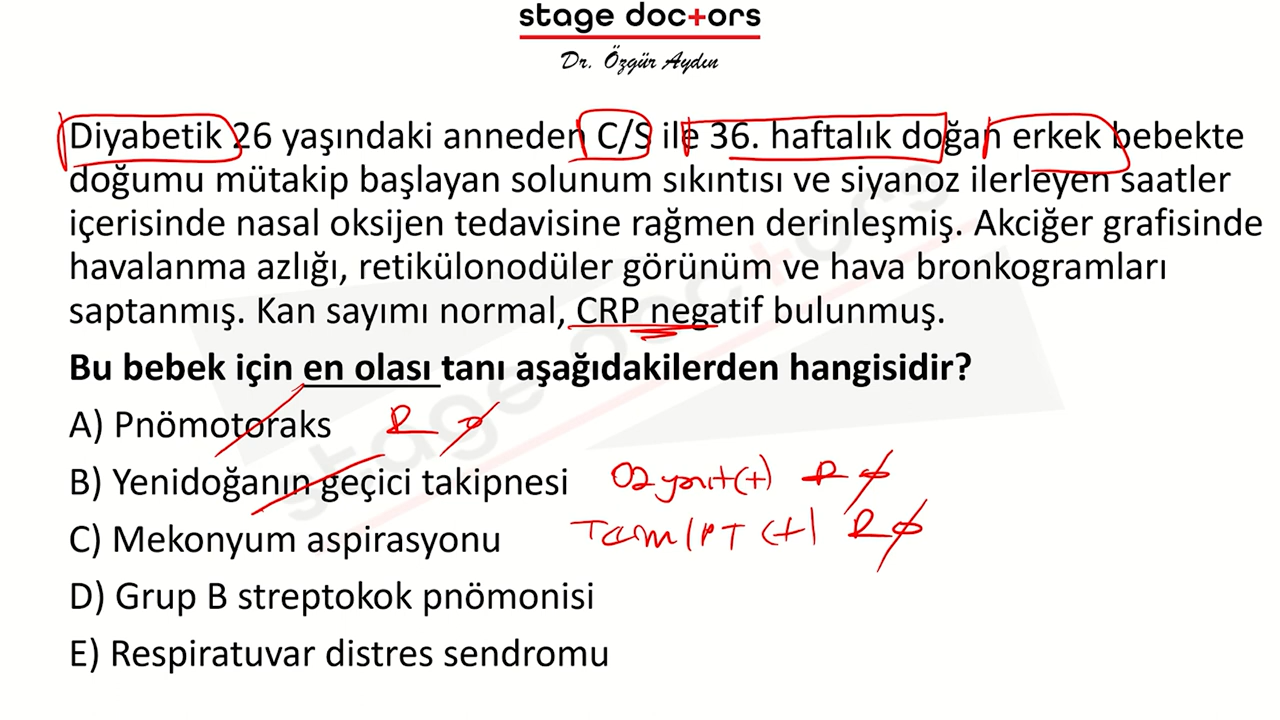 stage doctors
Dr. Özgür Aydın
Diyabetik 26 yaşındaki anneden C/S ile 36. haftalık doğan erkek bebekte
doğumu mütakip başlayan solunum sıkıntısı ve siyanoz ilerleyen saatler
içerisinde nasal oksijen tedavisine rağmen derinleşmiş. Akciğer grafisinde
havalanma azlığı, retikülonodüler görünüm ve hava bronkogramları
saptanmış. Kan sayımı normal, CRP negatif bulunmuş.
Bu bebek için en olası tanı aşağıdakilerden hangisidir?
A) Pnömotoraks R
B) Yenidoğanın geçici takipnesi O2 yanıt (+) R
C) Mekonyum aspirasyonu Term/PT (+) R
D) Grup B streptokok pnömonisi
E) Respiratuvar distres sendromu